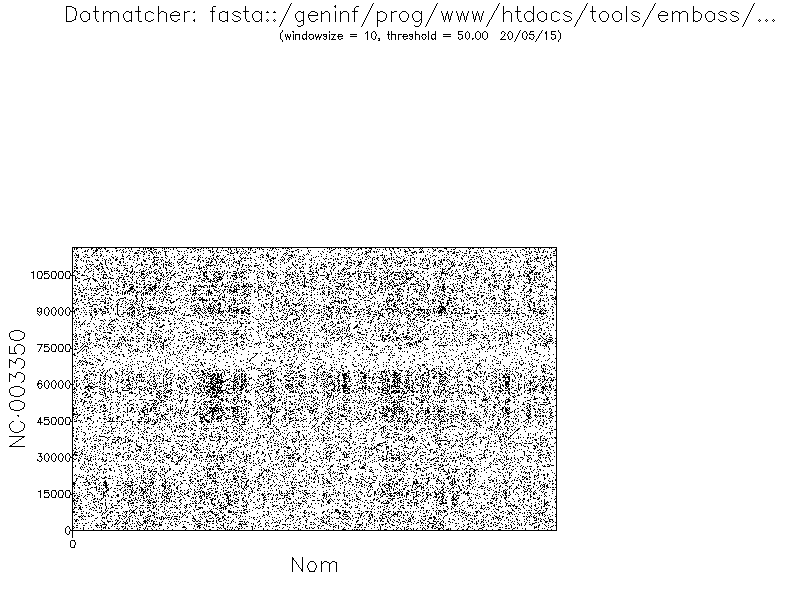 Dotmatcher: fasta::/geninf/prog/www/htdocs/tools/emboss/...
(windowsize = 10, threshold = 50.00 20/05/15)
105000
90000
75000
60000
45000
30000
15000
0
0
NC-003350
Nom